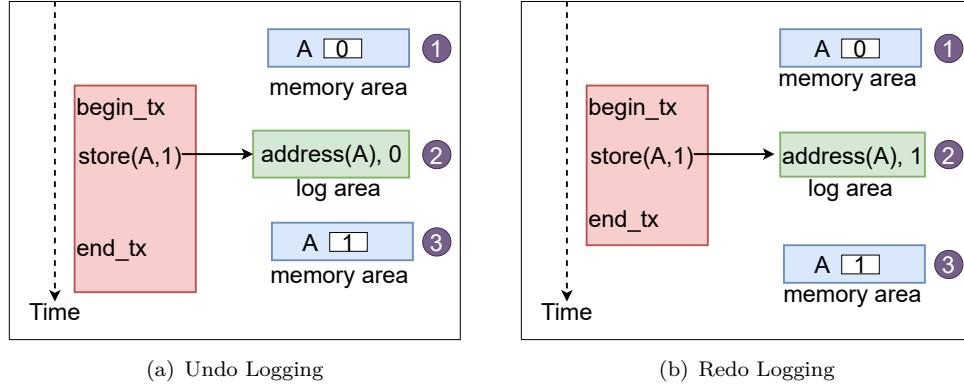 A 0 1
memory area
begin_tx
store(A,1) address(A), 0 2
log area
end_tx A 1 3
memory area
Time
(a) Undo Logging
A 0 1
memory area
begin_tx
store(A,1) address(A), 1 2
log area
end_tx
A 1 3
memory area
Time
(b) Redo Logging